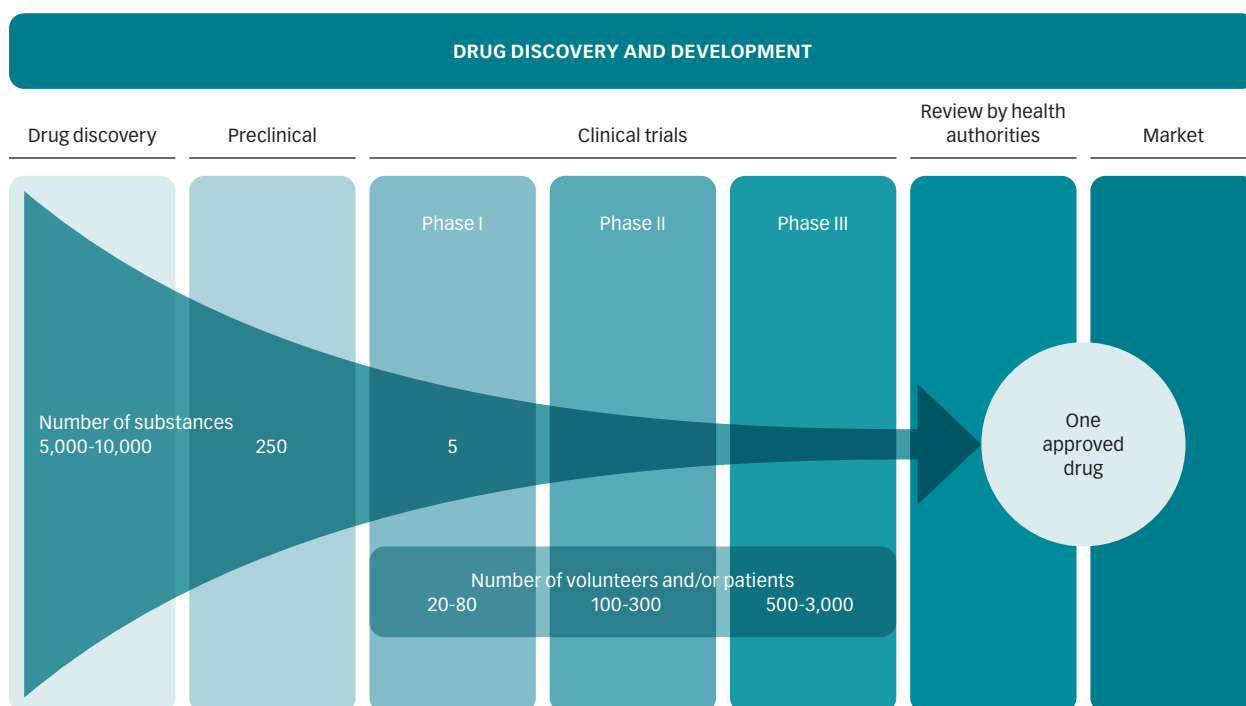 DRUG DISCOVERY AND DEVELOPMENT
Drug discovery
Preclinical
Clinical trials
Review by health
authorities
Market
Phase I
Phase II
Phase III
Number of substances
5,000-10,000
250
5
One
approved
drug
Number of volunteers and/or patients
20-80
100-300
500-3,000